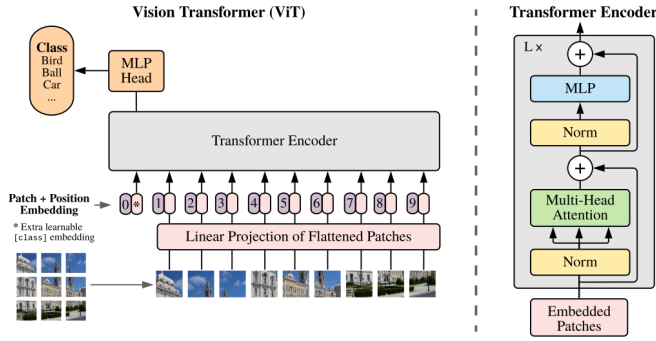 Vision Transformer (ViT)
Class
Bird
Ball
Car
...
MLP
Head
Transformer Encoder
Patch + Position
Embedding
0 * 1 2 3 4 5 6 7 8 9
* Extra learnable
[class] embedding
Linear Projection of Flattened Patches
Transformer Encoder
L ×
+
MLP
Norm
+
Multi-Head
Attention
Norm
Embedded
Patches